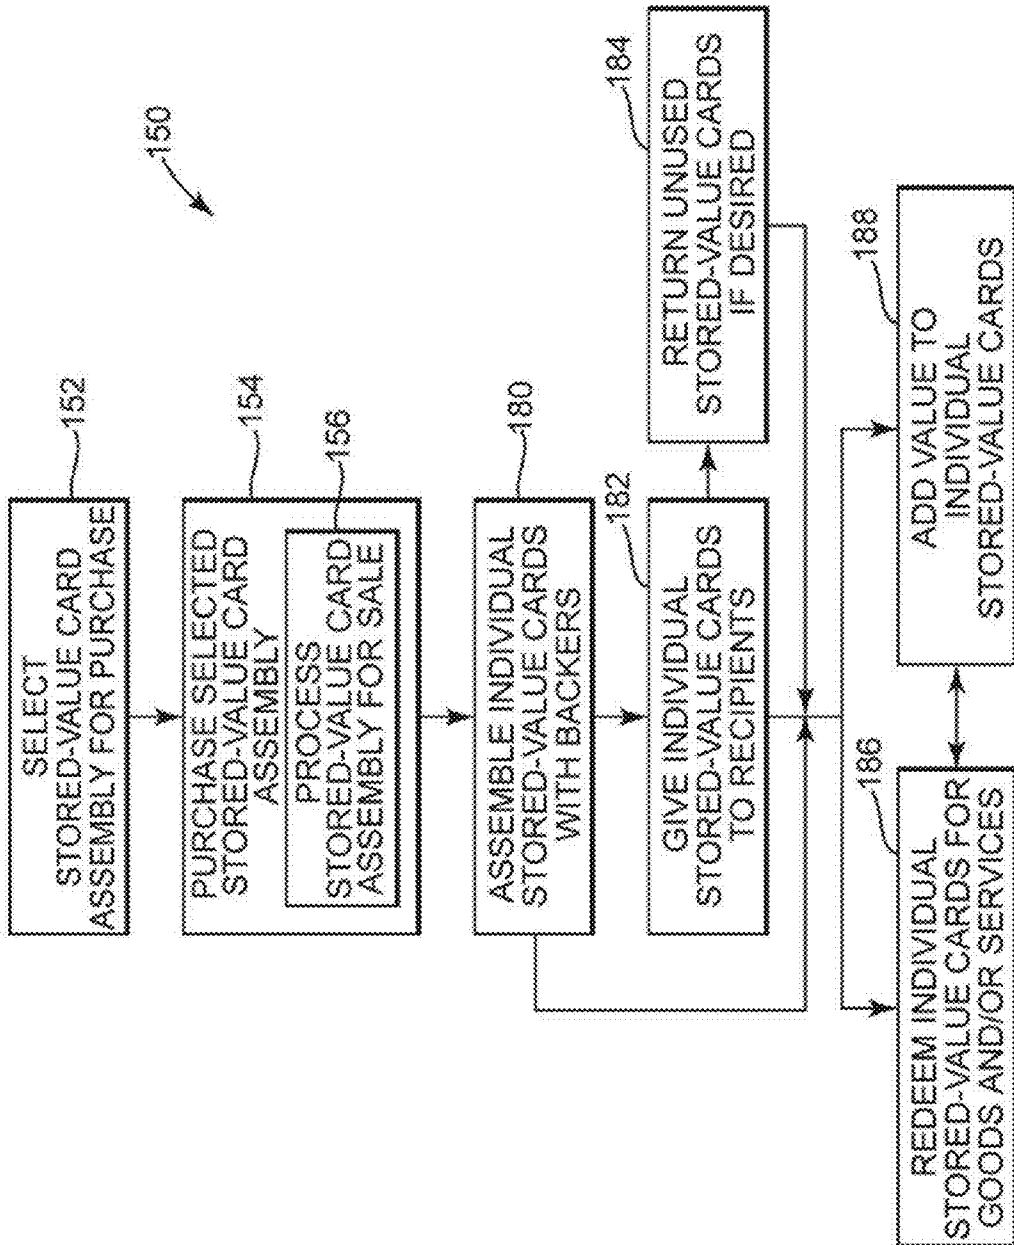 150
152
SELECT
STORED-VALUE CARD
ASSEMBLY FOR PURCHASE
154
PURCHASE SELECTED
STORED-VALUE CARD
ASSEMBLY
156
PROCESS
STORED-VALUE CARD
ASSEMBLY FOR SALE
180
ASSEMBLE INDIVIDUAL
STORED-VALUE CARDS
WITH BACKERS
182
GIVE INDIVIDUAL
STORED-VALUE CARDS
TO RECIPIENTS
184
RETURN UNUSED
STORED-VALUE CARDS
IF DESIRED
186
REDEEM INDIVIDUAL
STORED-VALUE CARDS FOR
GOODS AND/OR SERVICES
188
ADD VALUE TO
INDIVIDUAL
STORED-VALUE CARDS